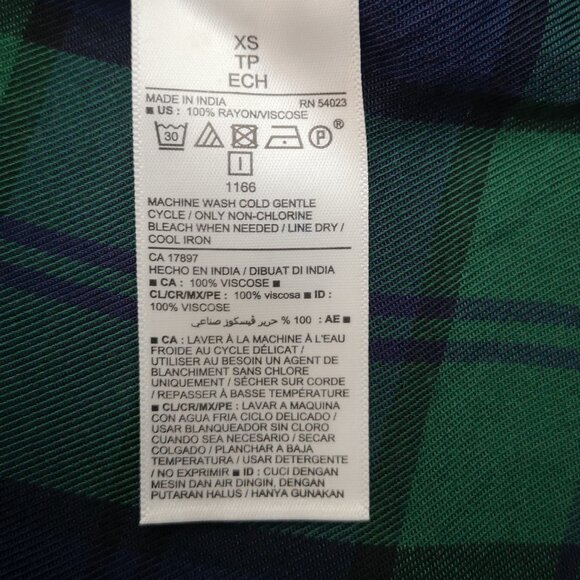 XS
TP
ECH
MADE IN INDIA RN 54023
■ US : 100% RAYON/VISCOSE
30 P ®
I
1166
MACHINE WASH COLD GENTLE
CYCLE / ONLY NON-CHLORINE
BLEACH WHEN NEEDED / LINE DRY /
COOL IRON
CA 17897
HECHO EN INDIA / DIBUAT DI INDIA
■ CA : 100% VISCOSE ■
CL/CR/MX/PE : 100% viscosa ■ ID :
100% VISCOSE
■ AE : 100 % حرير ڤيسكوز صناعي
■ CA : LAVER À LA MACHINE À L'EAU
FROIDE AU CYCLE DÉLICAT /
UTILISER AU BESOIN UN AGENT DE
BLANCHIMENT SANS CHLORE
UNIQUEMENT / SÉCHER SUR CORDE
/ REPASSER À BASSE TEMPÉRATURE
■ CL/CR/MX/PE : LAVAR A MAQUINA
CON AGUA FRIA CICLO DELICADO /
USAR BLANQUEADOR SIN CLORO
CUANDO SEA NECESARIO / SECAR
COLGADO / PLANCHAR A BAJA
TEMPERATURA / USAR DETERGENTE
/ NO EXPRIMIR ■ ID : CUCI DENGAN
MESIN DAN AIR DINGIN, DENGAN
PUTARAN HALUS / HANYA GUNAKAN